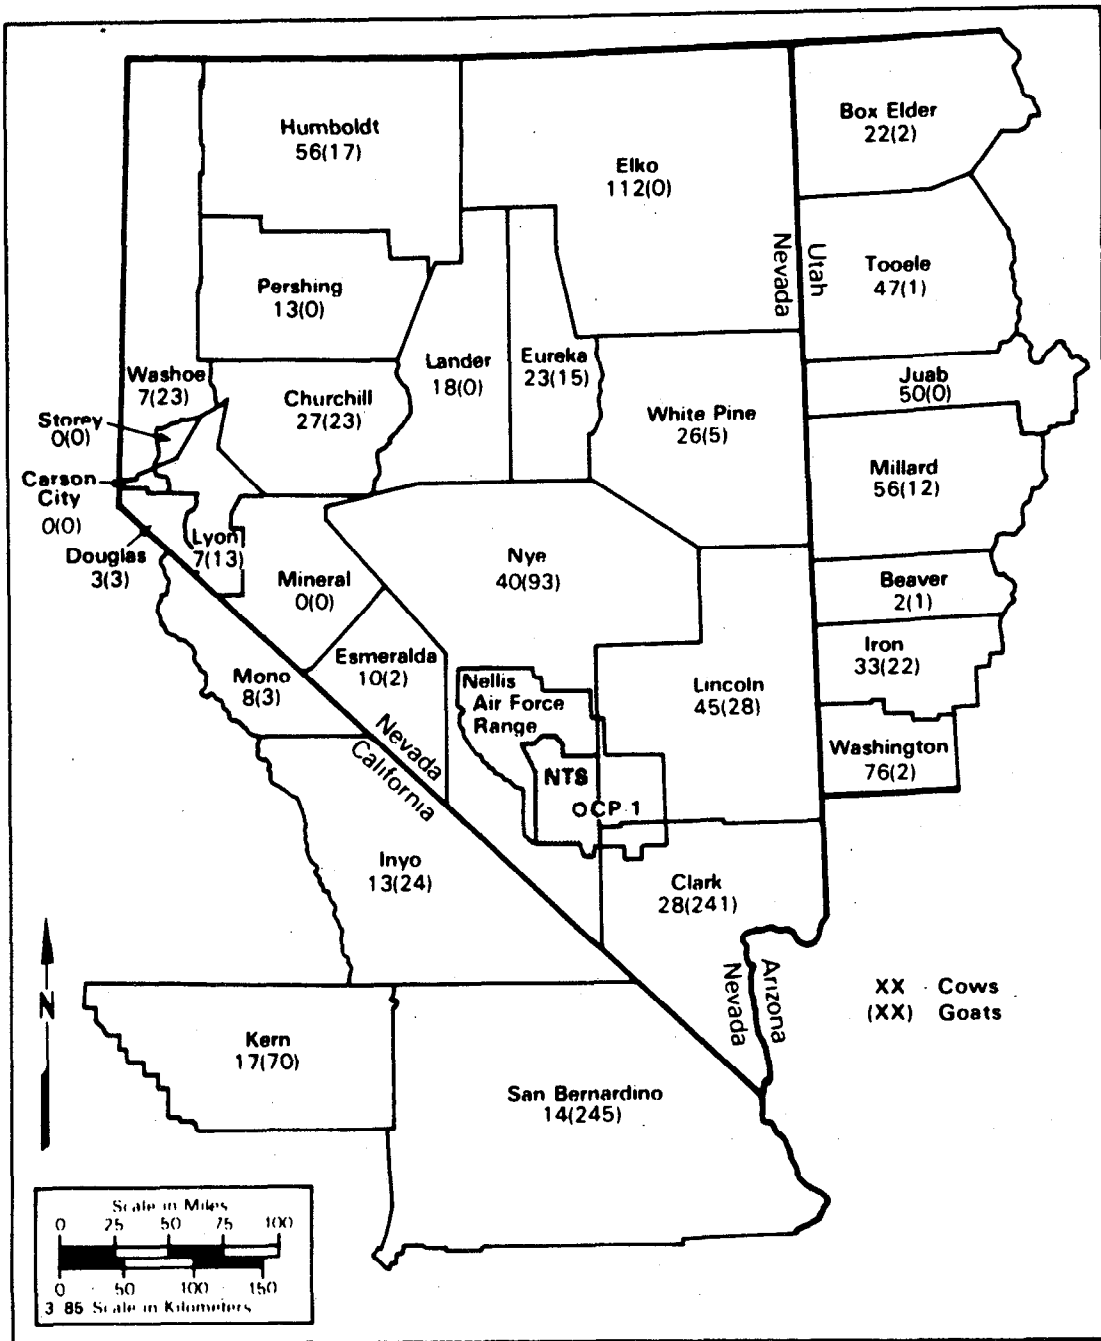 Humboldt
56(17)
Elko
112(0)
Box Elder
22(2)
Nevada
Utah
Tooele
47(1)
Pershing
13(0)
Washoe
7(23)
Churchill
27(23)
Lander
18(0)
Eureka
23(15)
White Pine
26(5)
Juab
50(0)
Storey
0(0)
Millard
56(12)
Carson
City
0(0)
Douglas
3(3)
Lyon
7(13)
Mineral
0(0)
Nye
40(93)
Beaver
2(1)
Iron
33(22)
Mono
8(3)
Esmeralda
10(2)
Nellis
Air Force
Range
Lincoln
45(28)
Washington
76(2)
Nevada
California
NTS
CP 1
Inyo
13(24)
Clark
28(241)
Nevada
Arizona
XX Cows
(XX) Goats
N
Kern
17(70)
San Bernardino
14(245)
Scale in Miles
0 25 50 75 100
0 50 100 150
3 85 Scale in Kilometers